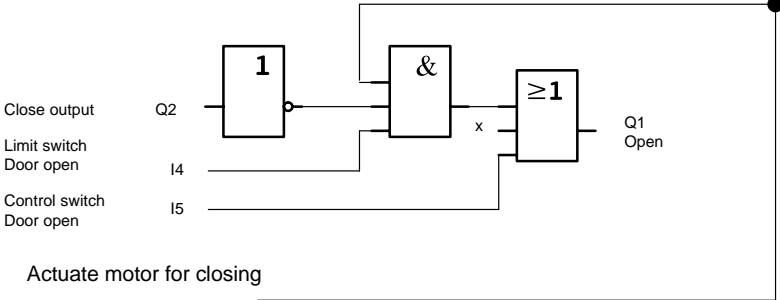 1
&
≥1
Close output Q2
x
Q1
Open
Limit switch
Door open
I4
Control switch
Door open
I5
Actuate motor for closing